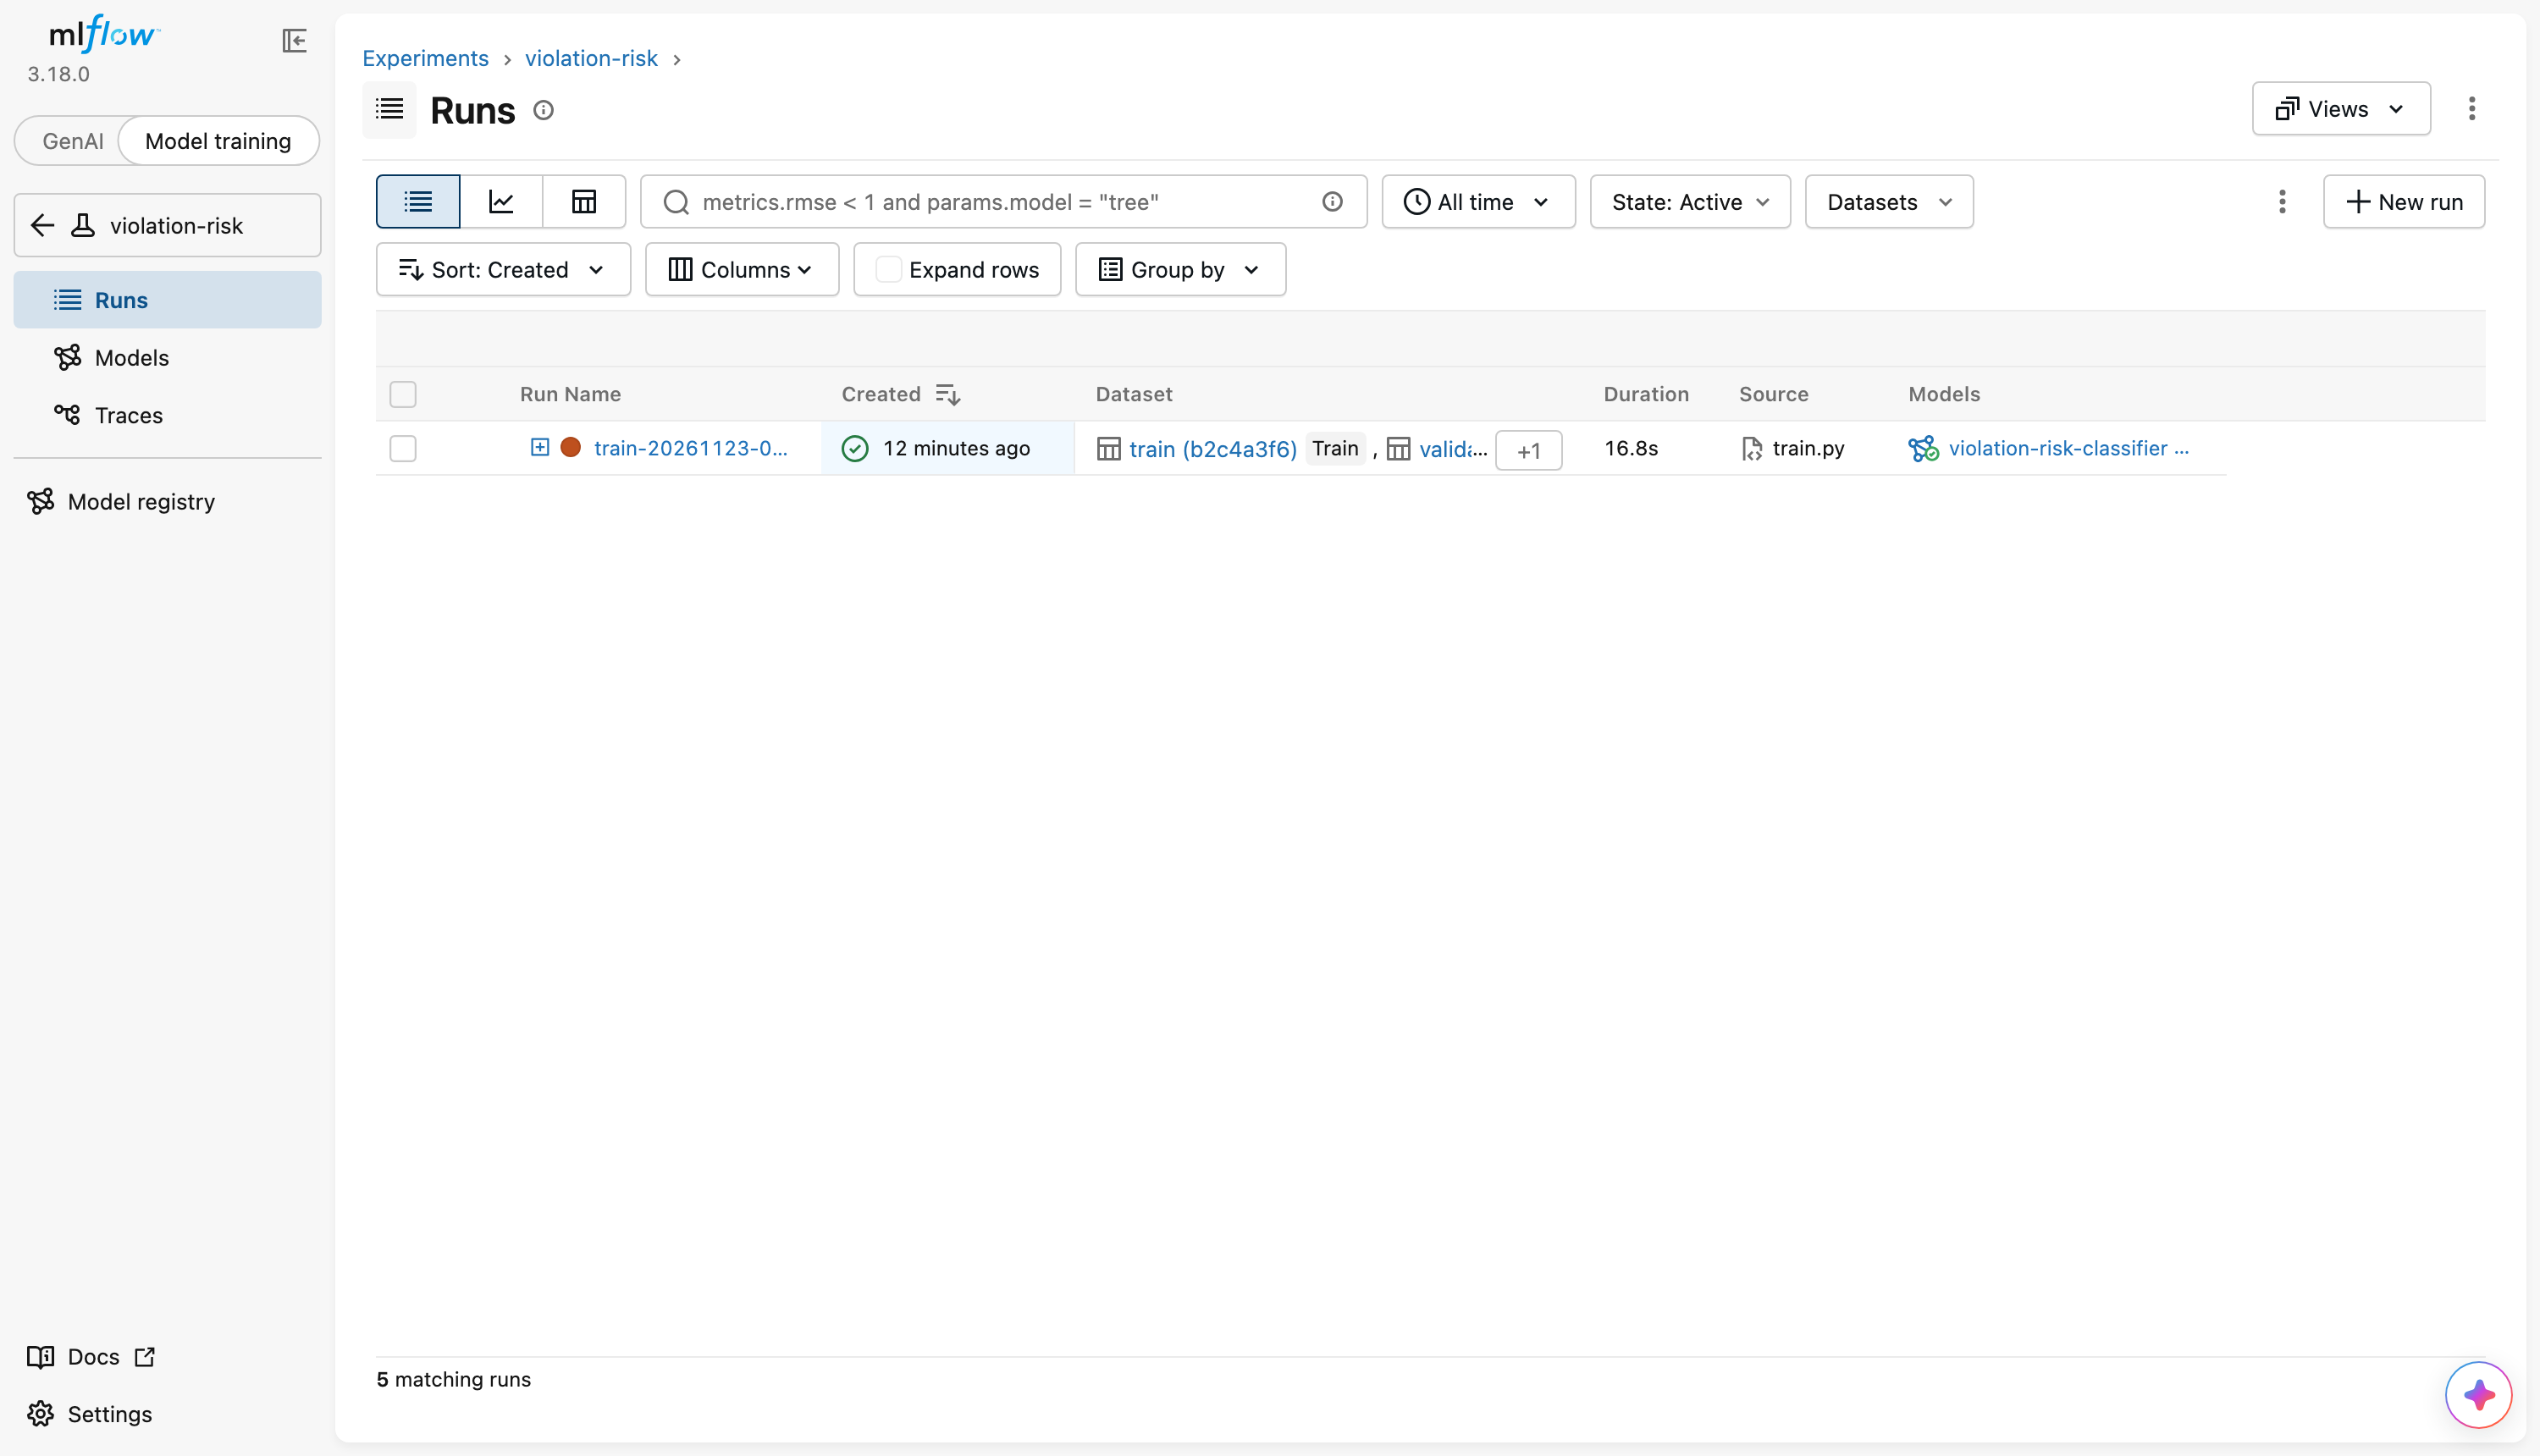 mlflow
3.18.0
GenAI Model training
violation-risk
Runs
Models
Traces
Model registry
Docs
Settings
Experiments > violation-risk >
Runs
Views
metrics.rmse < 1 and params.model = "tree"
All time
State: Active
Datasets
New run
Sort: Created
Columns
Expand rows
Group by
Run Name Created Dataset Duration Source Models
train-20261123-0... 12 minutes ago train (b2c4a3f6) Train , valida... +1 16.8s train.py violation-risk-classifier ...
5 matching runs